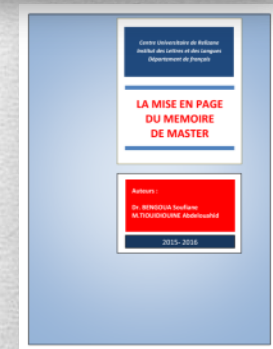 Centre Universitaire de Relizane
Institut des Lettres et des Langues
Département de français
LA MISE EN PAGE
DU MEMOIRE
DE MASTER
Auteurs :
Dr. BENGOUA Soufiane
M.TIOUIDIOUINE Abdelouahid
2015- 2016